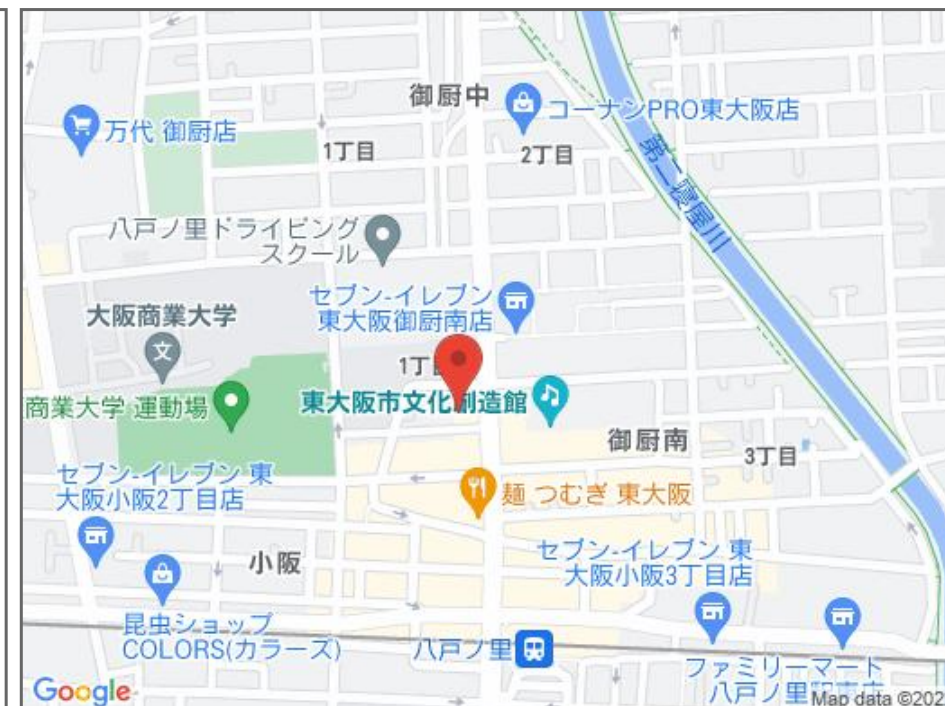 御厨中
コーナンPRO東大阪店
万代 御厨店
1丁目
2丁目
第二寝屋川
八戸ノ里ドライビング
スクール
セブン-イレブン
東大阪御厨南店
大阪商業大学
文
1丁
東大阪市文化創造館
商業大学 運動場
御厨南
3丁目
セブン-イレブン 東
大阪小阪2丁目店
麺 つむぎ 東大阪
小阪
セブン-イレブン 東
大阪小阪3丁目店
昆虫ショップ
COLORS(カラーズ)
八戸ノ里
ファミリーマート
八戸ノ里駅南店
Google
Map data ©202